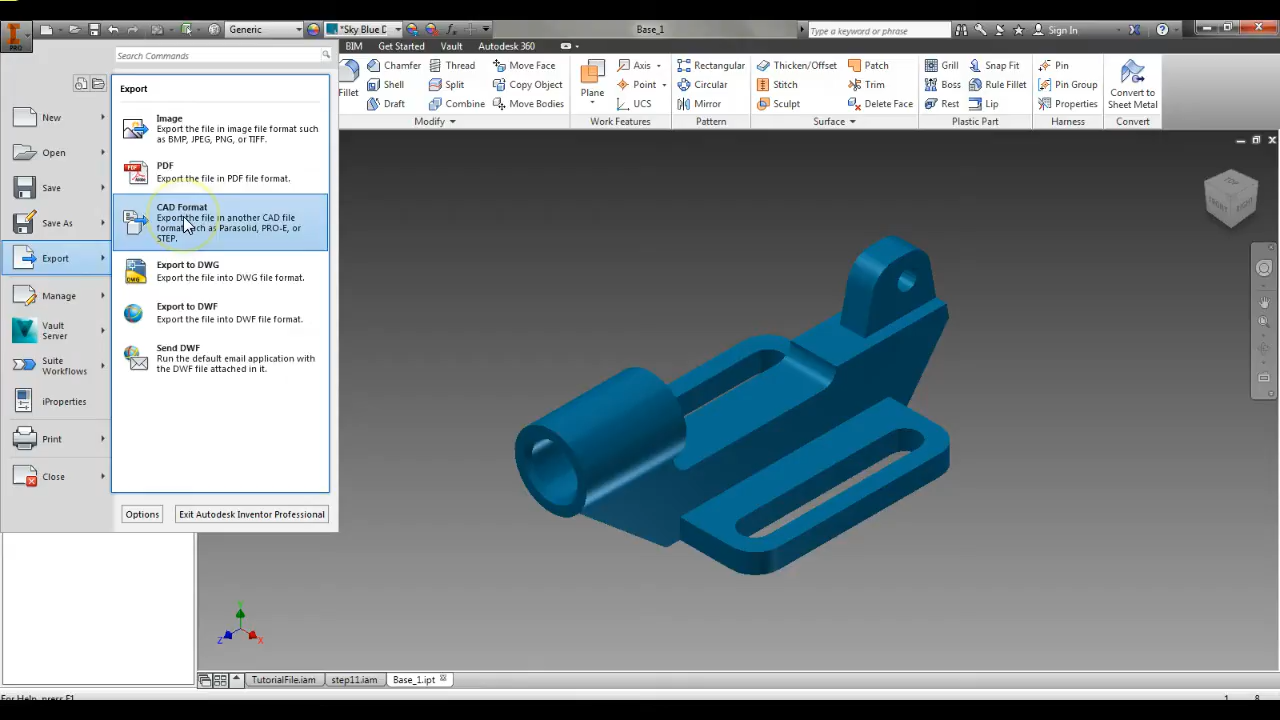 PRO
Generic
"Sky Blue D
Base_1
Type a keyword or phrase
Sign In
BIM
Get Started
Vault
Autodesk 360
Search Commands
Fillet
Chamfer
Shell
Draft
Thread
Split
Combine
Move Face
Copy Object
Move Bodies
Modify
Plane
Axis
Point
UCS
Work Features
Rectangular
Circular
Mirror
Pattern
Thicken/Offset
Stitch
Sculpt
Patch
Trim
Delete Face
Surface
Grill
Boss
Rest
Snap Fit
Rule Fillet
Lip
Plastic Part
Pin
Pin Group
Properties
Harness
Convert to
Sheet Metal
Convert
New
Open
Save
Save As
Export
Manage
Vault
Server
Suite
Workflows
iProperties
Print
Close
Export
Image
Export the file in image file format such
as BMP, JPEG, PNG, or TIFF.
PDF
Export the file in PDF file format.
CAD Format
Export the file in another CAD file
format such as Parasolid, PRO-E, or
STEP.
Export to DWG
Export the file into DWG file format.
Export to DWF
Export the file into DWF file format.
Send DWF
Run the default email application with
the DWF file attached in it.
Options
Exit Autodesk Inventor Professional
TOP
FRONT
RIGHT
Y
Z
X
TutorialFile.iam
step11.iam
Base_1.ipt
For Help, press F1
1
8